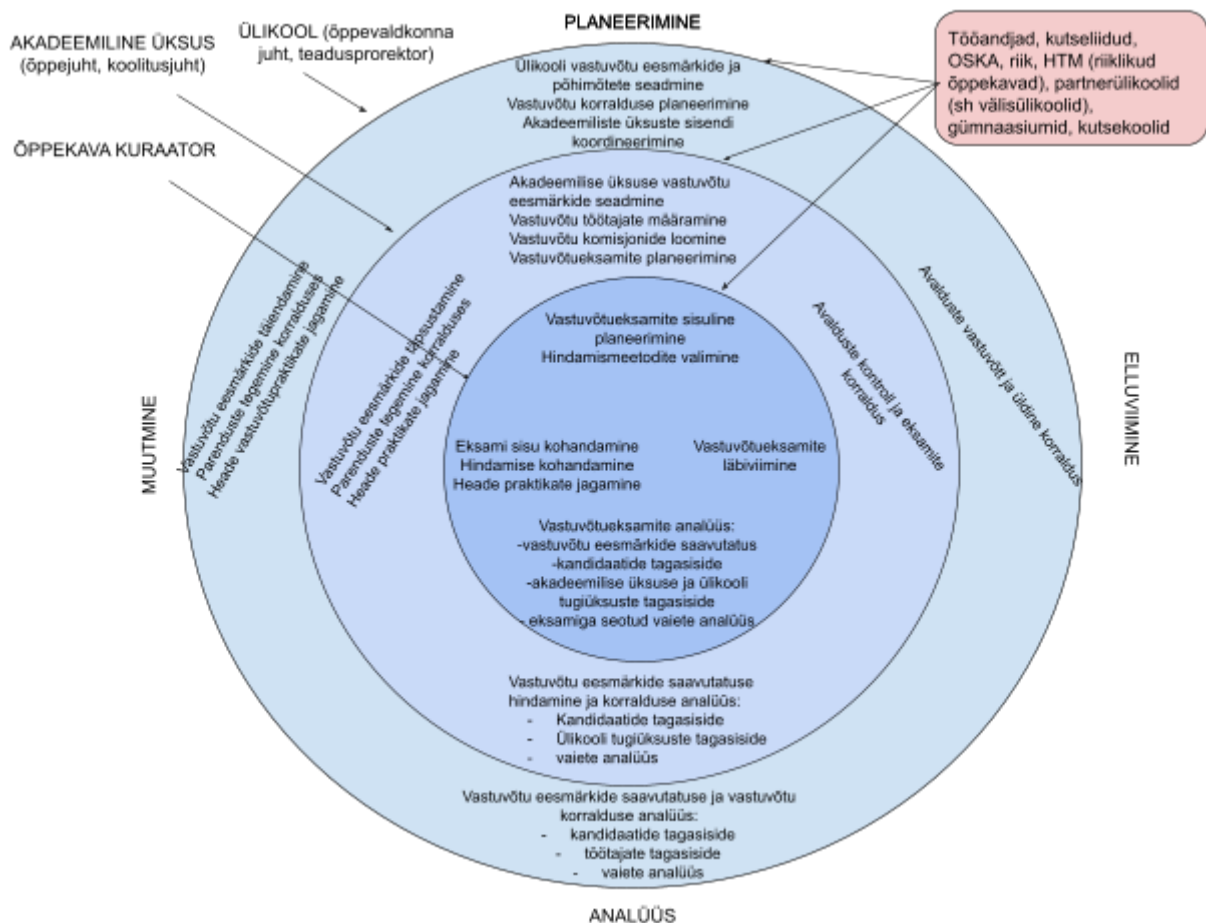 PLANEERIMINE
AKADEEMILINE ÜKSUS
(õppejuht, koolitusjuht)
ÜLIKOOL (õppevaldkonna
juht, teadusprorektor)
ÕPPEKAVA KURAATOR
Tööandjad, kutseliidud,
OSKA, riik, HTM (riiklikud
õppekavad), partnerülikoolid
(sh välisülikoolid),
gümnaasiumid, kutsekoolid
Ülikooli vastuvõtu eesmärkide ja
põhimõtete seadmine
Vastuvõtu korralduse planeerimine
Akadeemiliste üksuste sisendi
koordineerimine
Akadeemilise üksuse vastuvõtu
eesmärkide seadmine
Vastuvõtu töötajate määramine
Vastuvõtu komisjonide loomine
Vastuvõtueksamite planeerimine
Vastuvõtueksamite sisuline
planeerimine
Hindamismeetodite valimine
MUUTMINE
Vastuvõtu eesmärkide täiendamine
Parenduste tegemine korralduses
Heade vastuvõtupraktikate jagamine
Vastuvõtu eesmärkide täpsustamine
Parenduste tegemine korralduses
Heade praktikate jagamine
Eksami sisu kohandamine
Hindamise kohandamine
Heade praktikate jagamine
Vastuvõtueksamite
läbiviimine
Avalduste kontroll ja eksamite
korraldus
Avalduste vastuvõtt ja üldine korraldus
ELLUVIIMINE
Vastuvõtueksamite analüüs:
-vastuvõtu eesmärkide saavutatus
-kandidaatide tagasiside
-akadeemilise üksuse ja ülikooli
tugiüksuste tagasiside
- eksamiga seotud vaiete analüüs
Vastuvõtu eesmärkide saavutatuse
hindamine ja korralduse analüüs:
- Kandidaatide tagasiside
- Ülikooli tugiüksuste tagasiside
- vaiete analüüs
Vastuvõtu eesmärkide saavutatuse ja vastuvõtu
korralduse analüüs:
- kandidaatide tagasiside
- töötajate tagasiside
- vaiete analüüs
ANALÜÜS